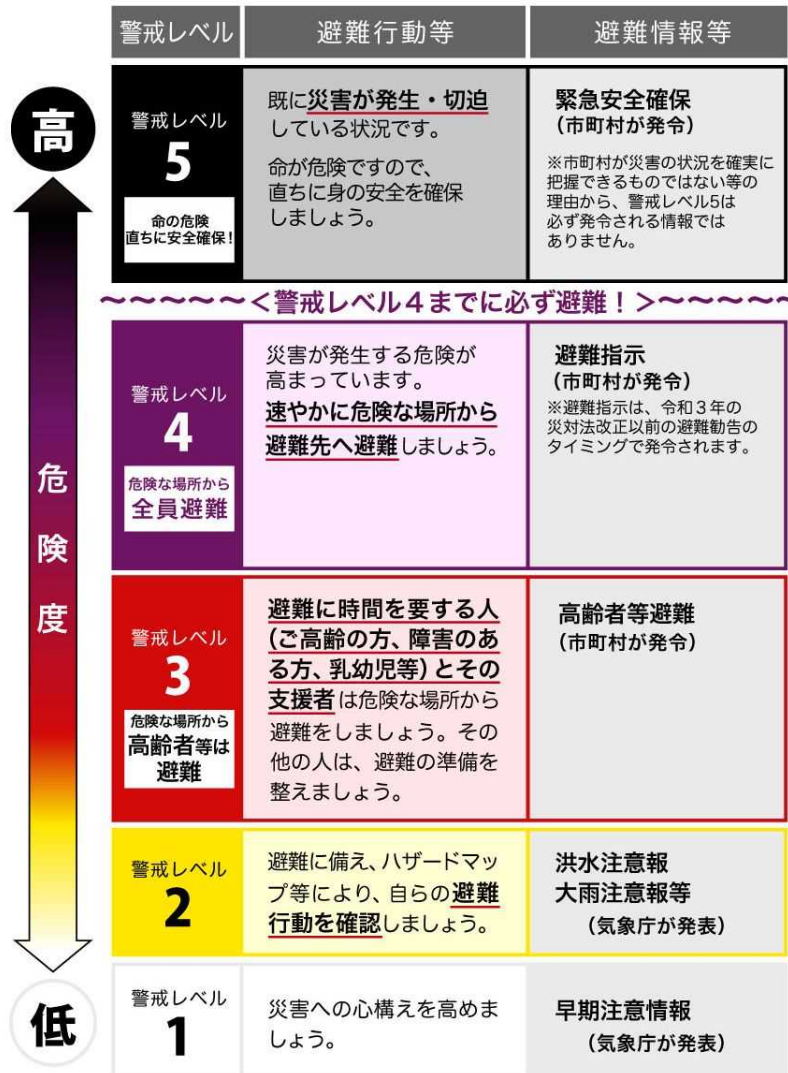 警戒レベル 避難行動等 避難情報等
高
警戒レベル
5
命の危険
直ちに安全確保！
既に災害が発生・切迫
している状況です。
命が危険ですので、
直ちに身の安全を確保
しましょう。
緊急安全確保
（市町村が発令）
※市町村が災害の状況を確実に
把握できるものではない等の
理由から、警戒レベル5は
必ず発令される情報では
ありません。
〜〜〜〜〜＜警戒レベル４までに必ず避難！＞〜〜〜〜〜
危険度
警戒レベル
4
危険な場所から
全員避難
災害が発生する危険が
高まっています。
速やかに危険な場所から
避難先へ避難しましょう。
避難指示
（市町村が発令）
※避難指示は、令和３年の
災対法改正以前の避難勧告の
タイミングで発令されます。
警戒レベル
3
危険な場所から
高齢者等は
避難
避難に時間を要する人
（ご高齢の方、障害のあ
る方、乳幼児等）とその
支援者は危険な場所から
避難をしましょう。その
他の人は、避難の準備を
整えましょう。
高齢者等避難
（市町村が発令）
警戒レベル
2
避難に備え、ハザードマッ
プ等により、自らの避難
行動を確認しましょう。
洪水注意報
大雨注意報等
（気象庁が発表）
低
警戒レベル
1
災害への心構えを高めま
しょう。
早期注意情報
（気象庁が発表）